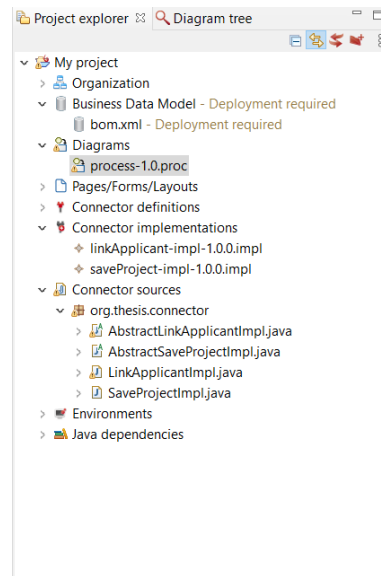 Project explorer Diagram tree
My project
Organization
Business Data Model - Deployment required
bom.xml - Deployment required
Diagrams
process-1.0.proc
Pages/Forms/Layouts
Connector definitions
Connector implementations
linkApplicant-impl-1.0.0.impl
saveProject-impl-1.0.0.impl
Connector sources
org.thesis.connector
AbstractLinkApplicantImpl.java
AbstractSaveProjectImpl.java
LinkApplicantImpl.java
SaveProjectImpl.java
Environments
Java dependencies